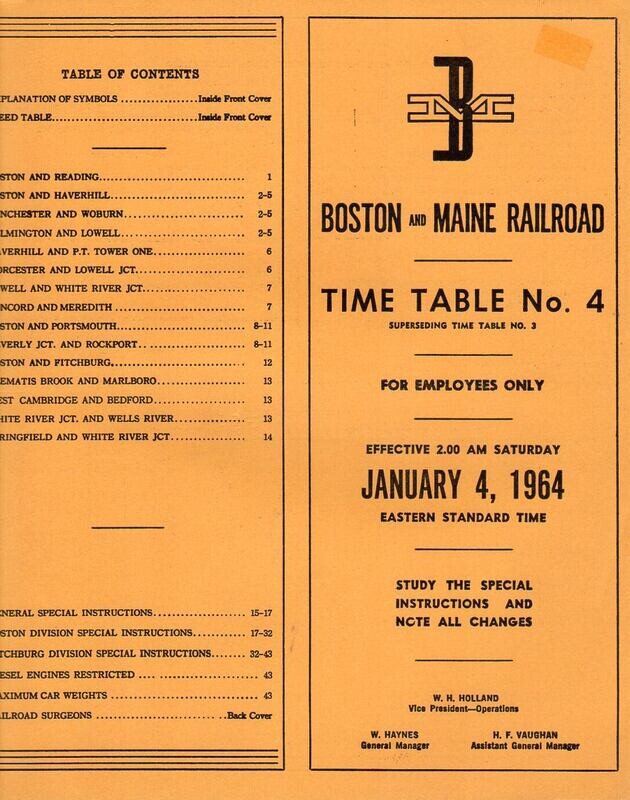 TABLE OF CONTENTS
PLANATION OF SYMBOLS ..................Inside Front Cover
EED TABLE..................................Inside Front Cover
STON AND READING.................................. 1
STON AND HAVERHILL............................... 2-5
NCHESTER AND WOBURN........................... 2-5
LMINGTON AND LOWELL............................ 2-5
AVERHILL AND P.T. TOWER ONE.................... 6
ORCESTER AND LOWELL JCT........................ 6
WELL AND WHITE RIVER JCT........................ 7
NCORD AND MEREDITH ............................. 7
STON AND PORTSMOUTH............................ 8-11
VERLY JCT. AND ROCKPORT.. ...................... 8-11
STON AND FITCHBURG.............................. 12
EMATIS BROOK AND MARLBORO.................... 13
EST CAMBRIDGE AND BEDFORD..................... 13
HITE RIVER JCT. AND WELLS RIVER................ 13
RINGFIELD AND WHITE RIVER JCT.................. 14
NERAL SPECIAL INSTRUCTIONS.................... 15-17
STON DIVISION SPECIAL INSTRUCTIONS........... 17-32
TCHBURG DIVISION SPECIAL INSTRUCTIONS....... 32-43
ESEL ENGINES RESTRICTED .... .................. 43
AXIMUM CAR WEIGHTS ............................ 43
ILROAD SURGEONS .........................Back Cover
BM
BOSTON AND MAINE RAILROAD
TIME TABLE No. 4
SUPERSEDING TIME TABLE NO. 3
FOR EMPLOYEES ONLY
EFFECTIVE 2.00 AM SATURDAY
JANUARY 4, 1964
EASTERN STANDARD TIME
STUDY THE SPECIAL
INSTRUCTIONS AND
NOTE ALL CHANGES
W. H. HOLLAND
Vice President—Operations
W. HAYNES
General Manager
H. F. VAUGHAN
Assistant General Manager